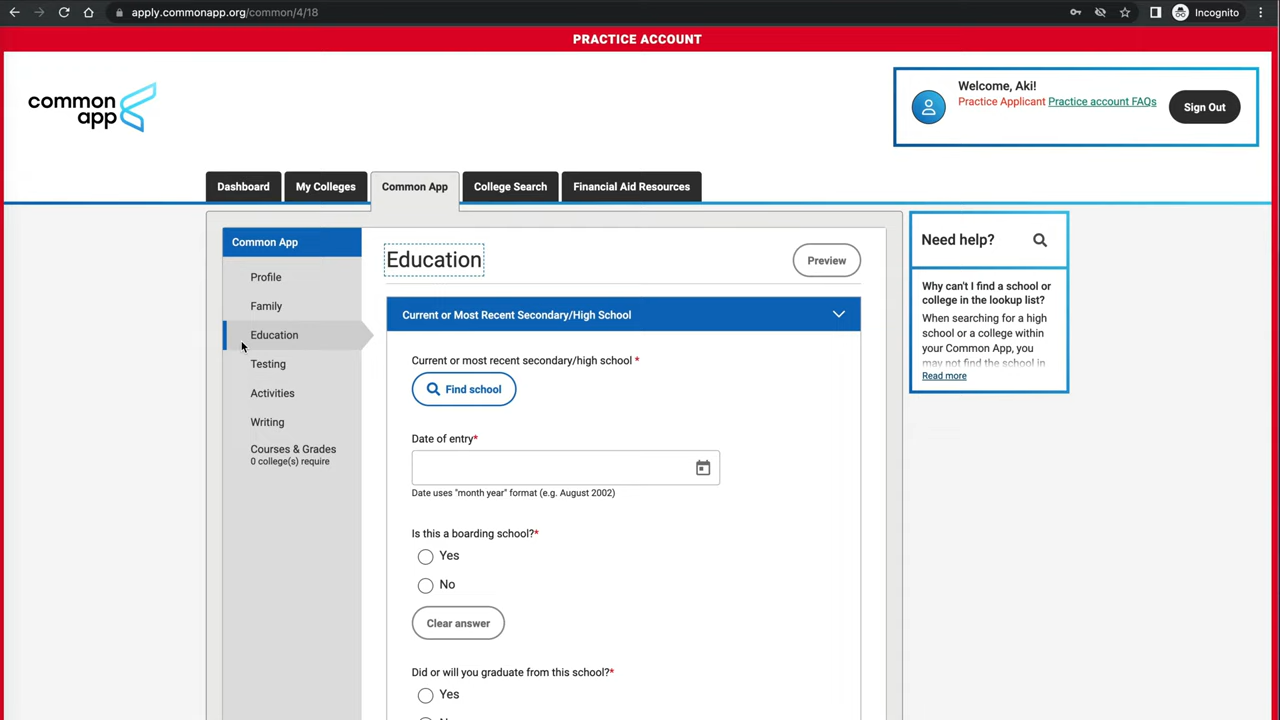 apply.commonapp.org/common/4/18
Incognito
PRACTICE ACCOUNT
common
app
Welcome, Aki!
Practice Applicant Practice account FAQs
Sign Out
Dashboard
My Colleges
Common App
College Search
Financial Aid Resources
Common App
Profile
Family
Education
Testing
Activities
Writing
Courses & Grades
0 college(s) require
Education
Preview
Current or Most Recent Secondary/High School
Current or most recent secondary/high school *
Find school
Date of entry*
Date uses "month year" format (e.g. August 2002)
Is this a boarding school?*
Yes
No
Clear answer
Did or will you graduate from this school?*
Yes
Need help?
Why can't I find a school or
college in the lookup list?
When searching for a high
school or a college within
your Common App, you
may not find the school in
Read more